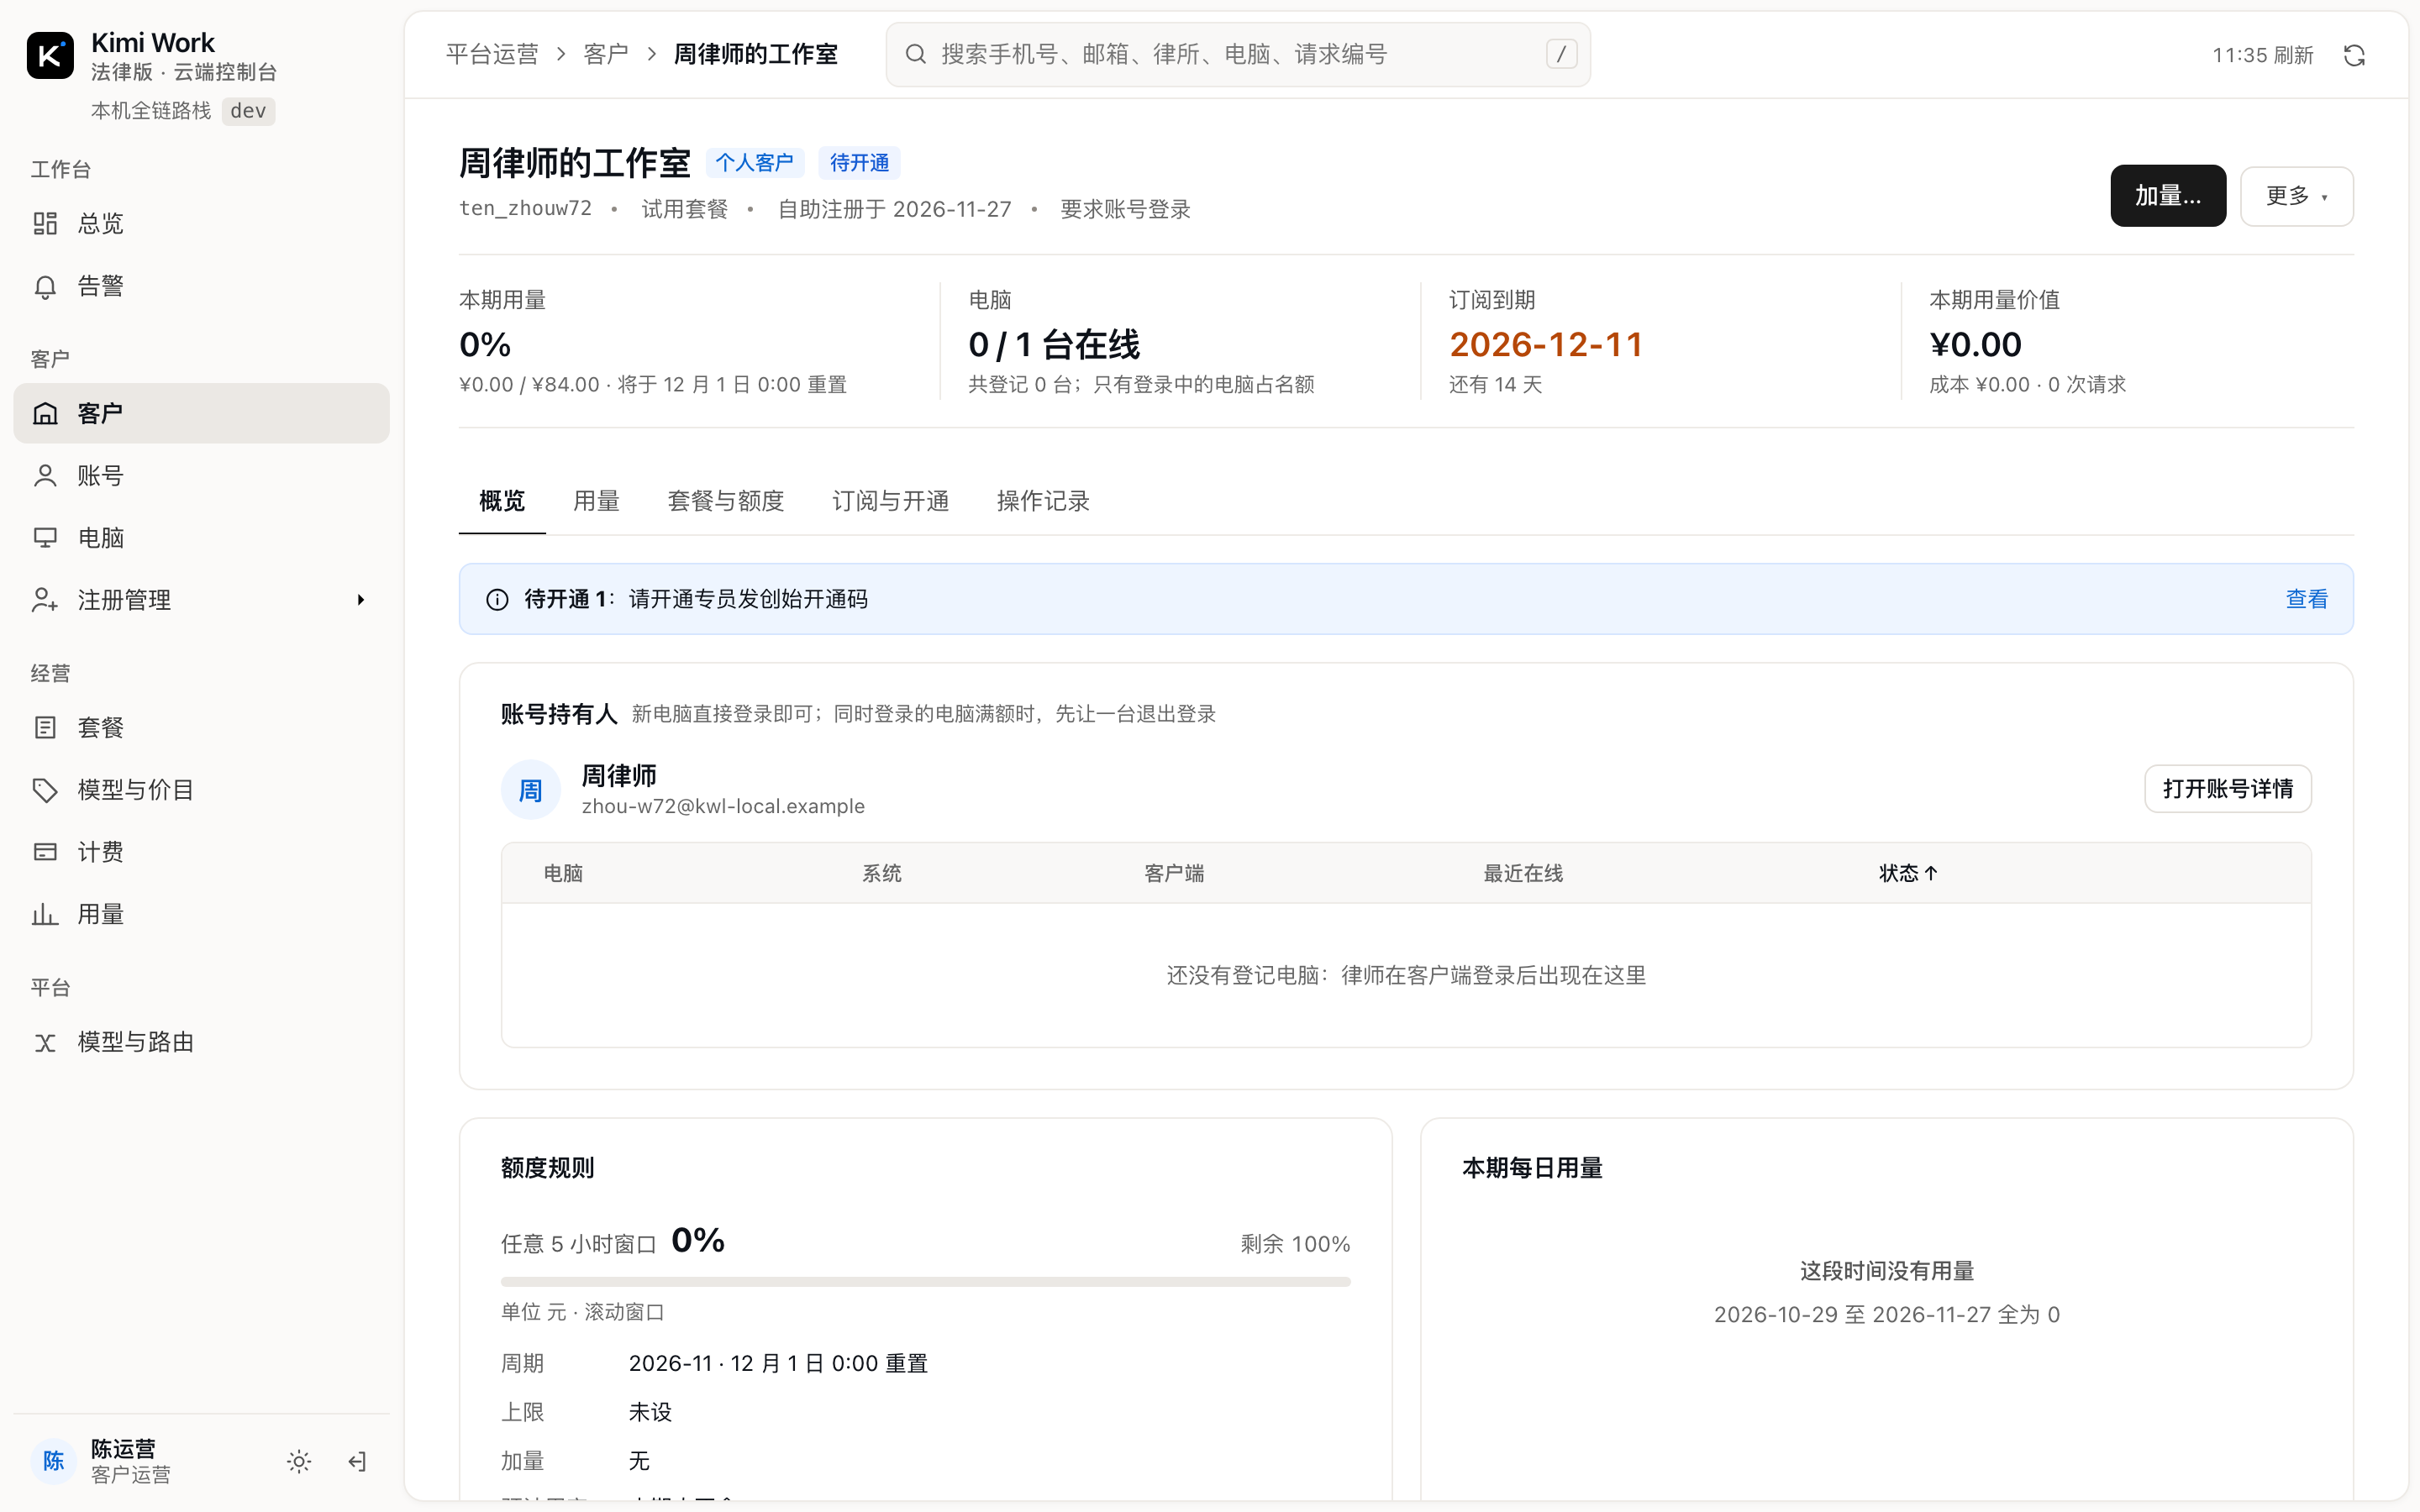 Kimi Work
法律版 · 云端控制台
本机全链路栈 dev
工作台
总览
告警
客户
客户
账号
电脑
注册管理
经营
套餐
模型与价目
计费
用量
平台
模型与路由
陈 陈运营
客户运营
平台运营 > 客户 > 周律师的工作室
搜索手机号、邮箱、律所、电脑、请求编号 /
11:35 刷新
周律师的工作室 个人客户 待开通
ten_zhouw72 • 试用套餐 • 自助注册于 2026-11-27 • 要求账号登录
加量... 更多
本期用量
0%
¥0.00 / ¥84.00 · 将于 12 月 1 日 0:00 重置
电脑
0 / 1 台在线
共登记 0 台；只有登录中的电脑占名额
订阅到期
2026-12-11
还有 14 天
本期用量价值
¥0.00
成本 ¥0.00 · 0 次请求
概览 用量 套餐与额度 订阅与开通 操作记录
待开通 1：请开通专员发创始开通码 查看
账号持有人 新电脑直接登录即可；同时登录的电脑满额时，先让一台退出登录
周 周律师
zhou-w72@kwl-local.example
打开账号详情
电脑 系统 客户端 最近在线 状态 ↑
还没有登记电脑：律师在客户端登录后出现在这里
额度规则
任意 5 小时窗口 0% 剩余 100%
单位 元 · 滚动窗口
周期 2026-11 · 12 月 1 日 0:00 重置
上限 未设
加量 无
本期每日用量
这段时间没有用量
2026-10-29 至 2026-11-27 全为 0